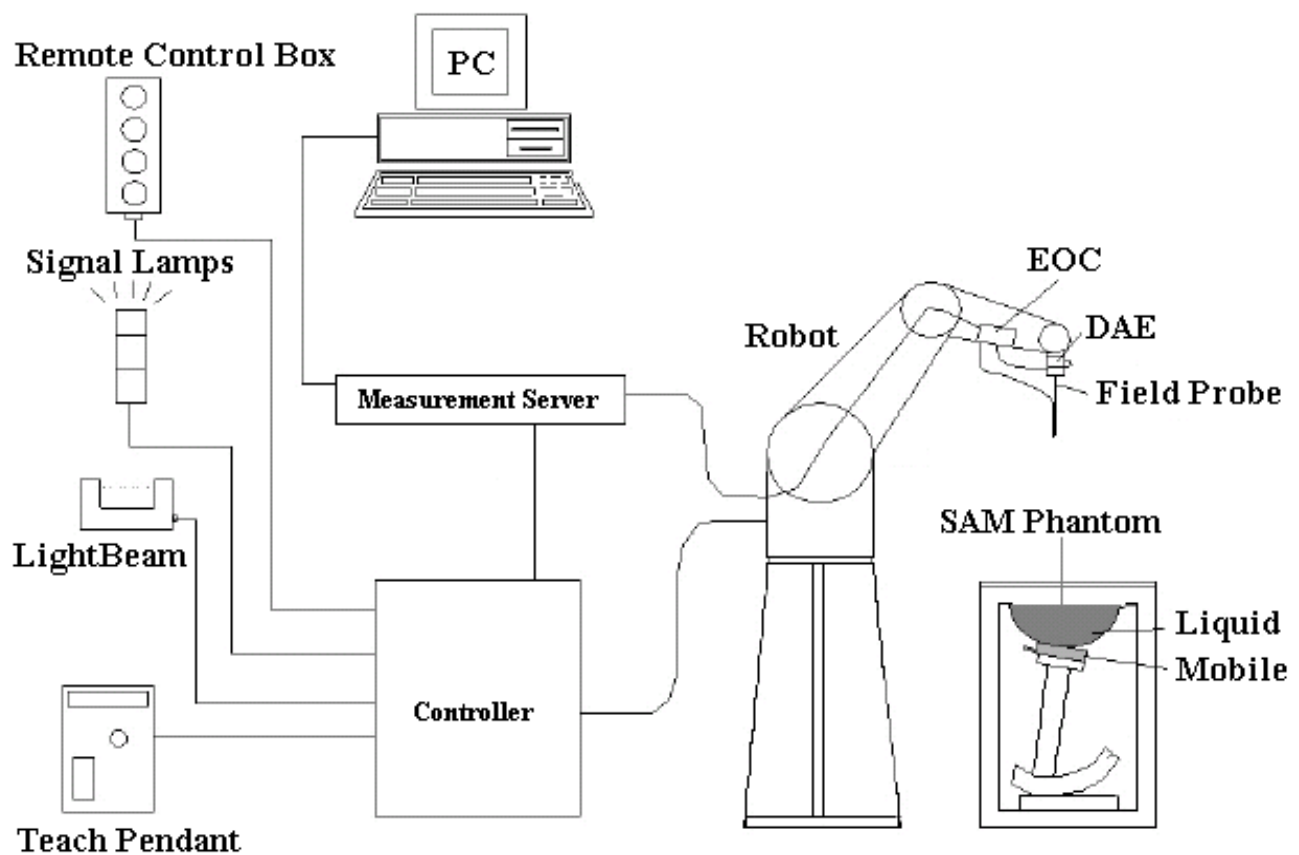 Remote Control Box
PC
Signal Lamps
EOC
Robot
DAE
Measurement Server
Field Probe
LightBeam
SAM Phantom
Liquid
Mobile
Controller
Teach Pendant